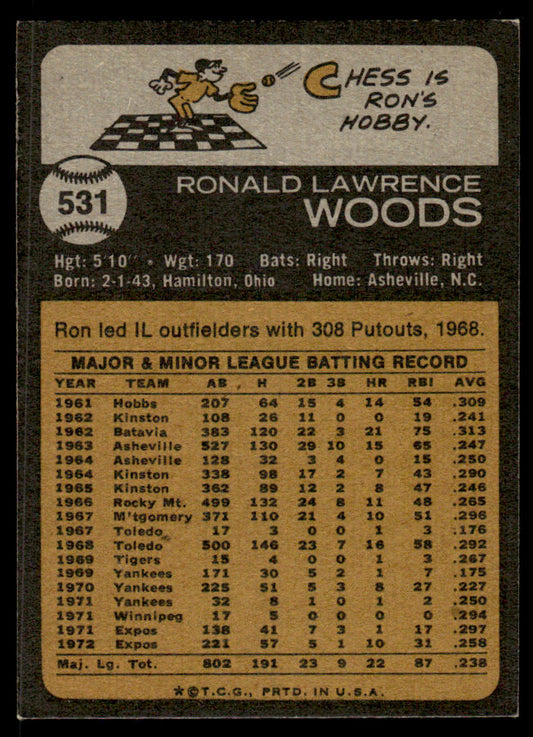 CHESS IS
RON'S
HOBBY.
531
RONALD LAWRENCE
WOODS
Hgt: 5'10" • Wgt: 170 Bats: Right Throws: Right
Born: 2-1-43, Hamilton, Ohio Home: Asheville, N.C.
Ron led IL outfielders with 308 Putouts, 1968.
MAJOR & MINOR LEAGUE BATTING RECORD
YEAR TEAM AB H 2B 3B HR RBI AVG
1961 Hobbs 207 64 15 4 14 54 .309
1962 Kinston 108 26 11 0 0 19 .241
1962 Batavia 383 120 22 3 21 75 .313
1963 Asheville 527 130 29 10 15 65 .247
1964 Asheville 128 32 3 4 0 15 .250
1964 Kinston 338 98 17 2 7 43 .290
1965 Kinston 362 89 12 2 8 47 .246
1966 Rocky Mt. 499 132 24 8 11 48 .265
1967 M'tgomery 371 110 21 4 10 51 .296
1967 Toledo 17 3 0 0 1 3 .176
1968 Toledo 500 146 23 7 16 58 .292
1969 Tigers 15 4 0 0 1 3 .267
1969 Yankees 171 30 5 2 1 7 .175
1970 Yankees 225 51 5 3 8 27 .227
1971 Yankees 32 8 1 0 1 2 .250
1971 Winnipeg 17 5 0 0 0 0 .294
1971 Expos 138 41 7 3 1 17 .297
1972 Expos 221 57 5 1 10 31 .258
Maj. Lg. Tot. 802 191 23 9 22 87 .238
*©T.C.G., PRTD. IN U.S.A.